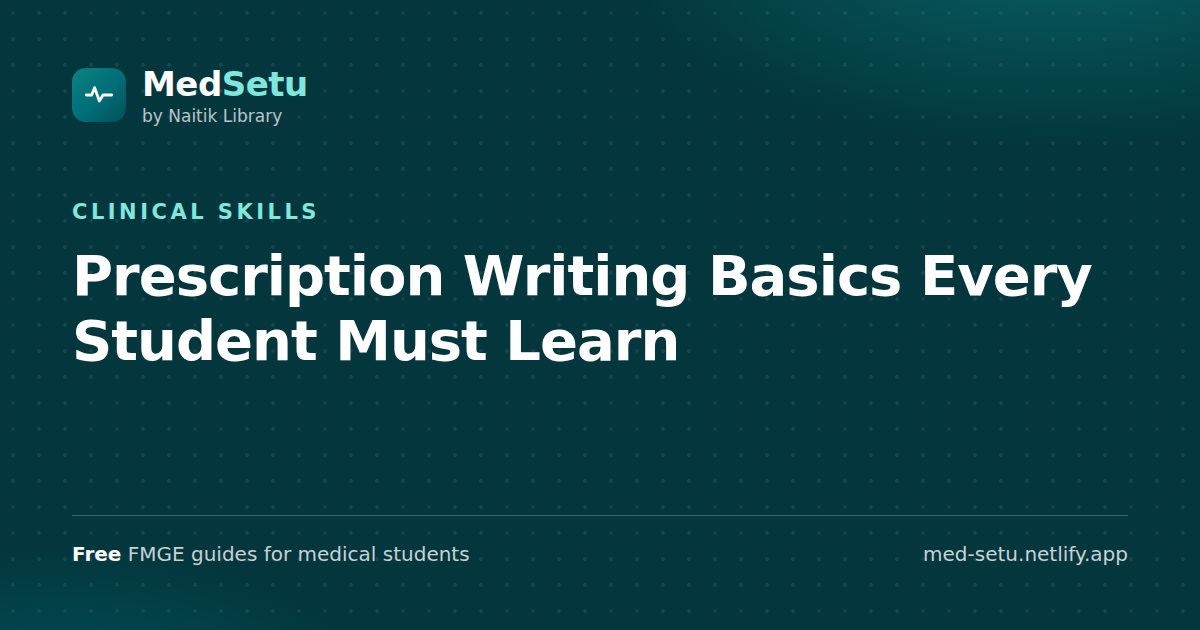 MedSetu
by Naitik Library
CLINICAL SKILLS
Prescription Writing Basics Every
Student Must Learn
Free FMGE guides for medical students
med-setu.netlify.app